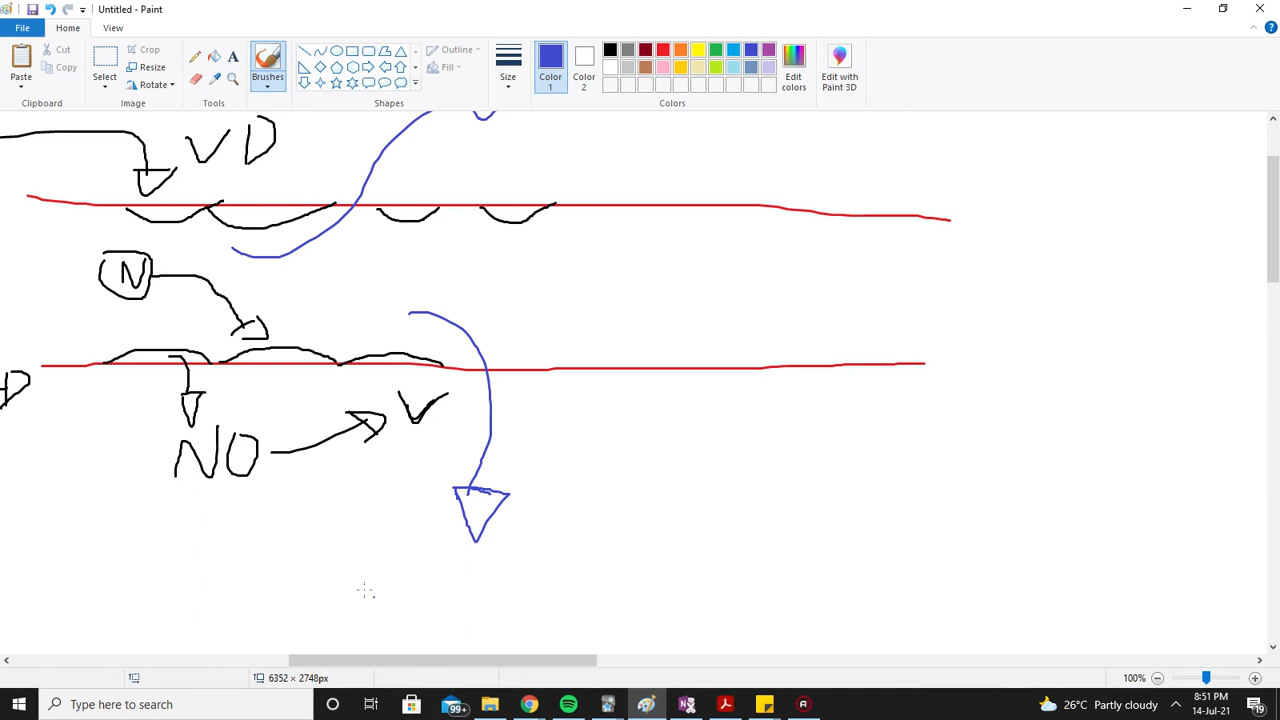 Untitled - Paint
File Home View
Paste
Cut
Copy
Clipboard
Select
Crop
Resize
Rotate
Image
A
Tools
Brushes
Outline
Fill
Shapes
Size
Color 1
Color 2
Edit colors
Edit with Paint 3D
Colors
VD
N
NO
V
6352 × 2748px
100%
Type here to search
99+
26°C Partly cloudy
8:51 PM
14-Jul-21
19